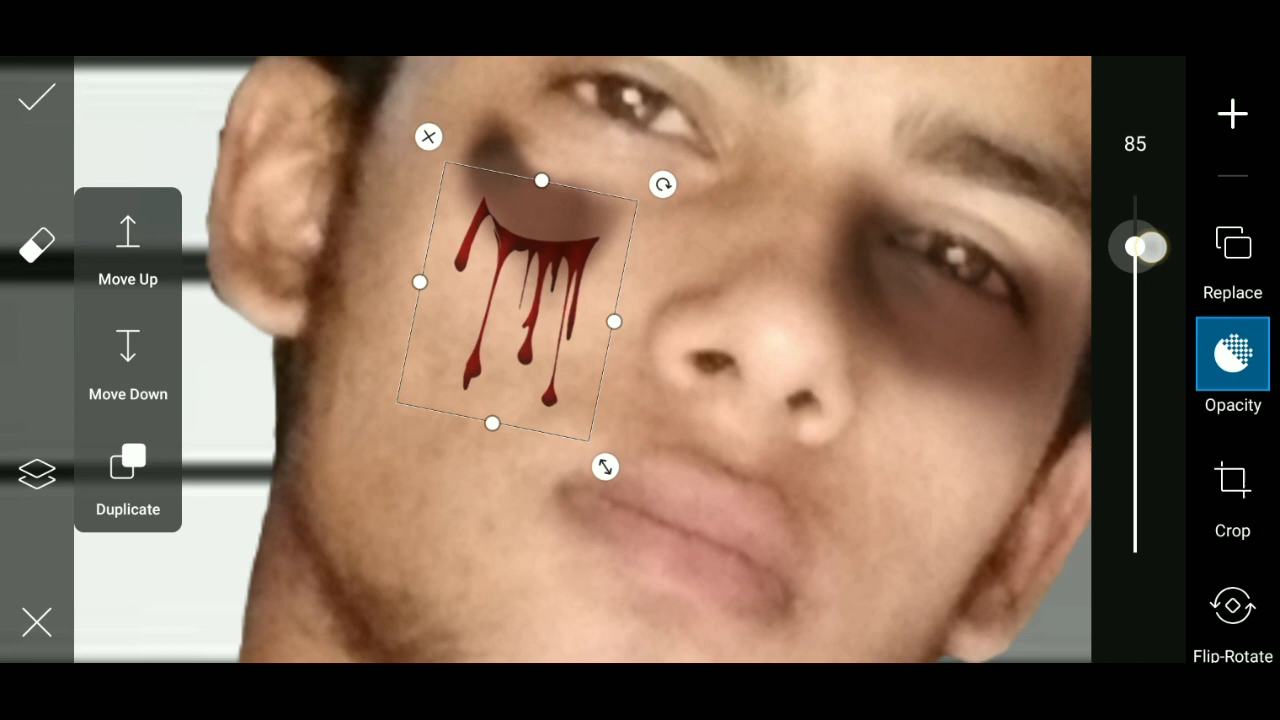 Move Up
Move Down
Duplicate
85
Replace
Opacity
Crop
Flip-Rotate